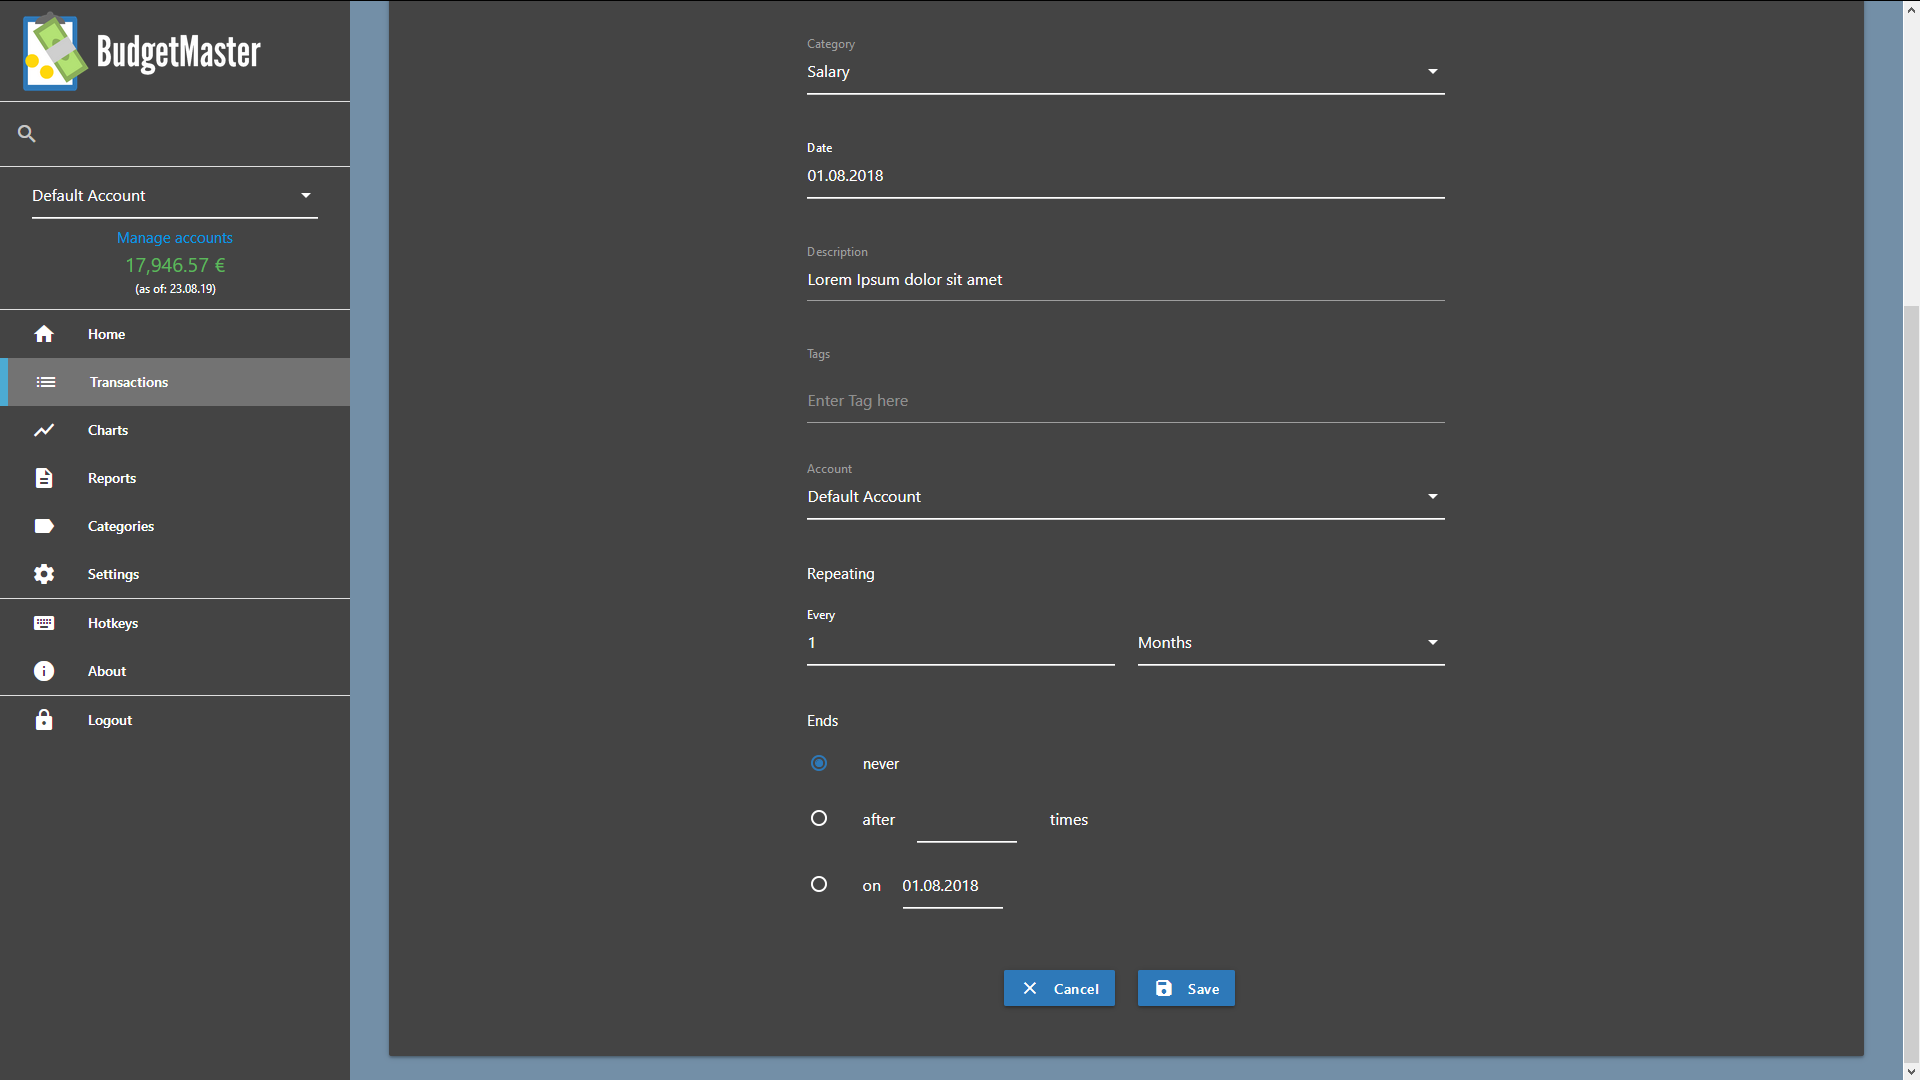 BudgetMaster
Default Account
Manage accounts
17,946.57 €
(as of: 23.08.19)
Home
Transactions
Charts
Reports
Categories
Settings
Hotkeys
About
Logout
Category
Salary
Date
01.08.2018
Description
Lorem Ipsum dolor sit amet
Tags
Enter Tag here
Account
Default Account
Repeating
Every
1 Months
Ends
never
after times
on 01.08.2018
Cancel Save